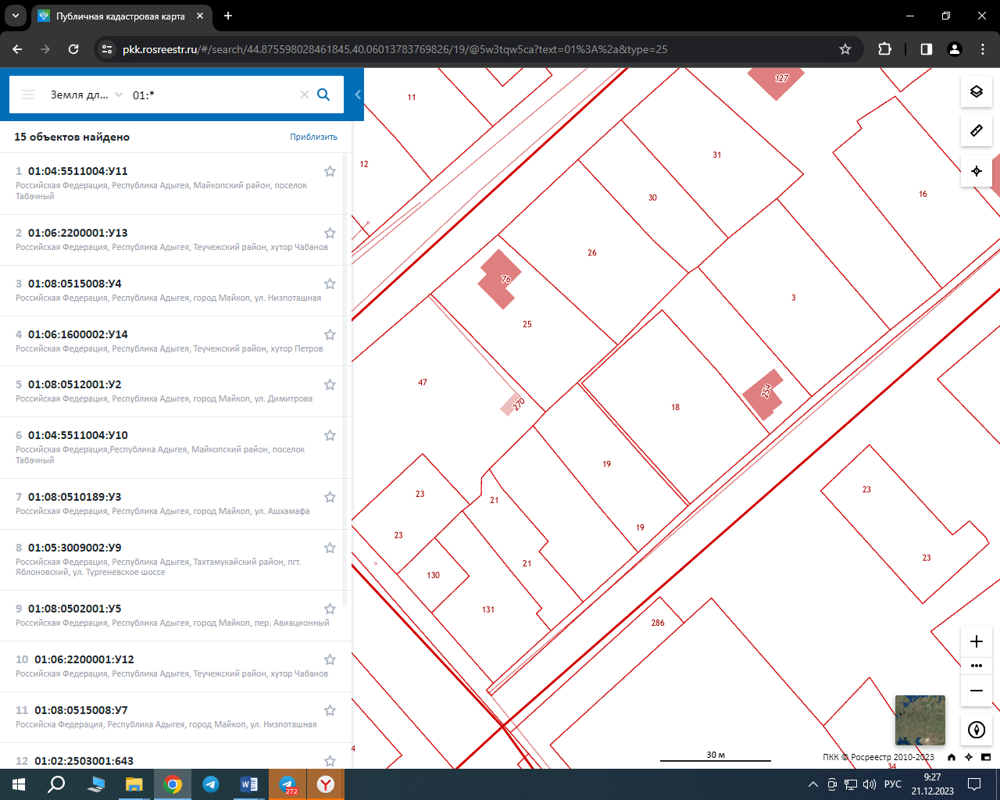 Публичная кадастровая карта
pkk.rosreestr.ru/#/search/44.875598028461845,40.06013783769826/19/@5w3tqw5ca?text=01%3A%2a&type=25
Земля дл... 01:*
15 объектов найдено Приблизить
1 01:04:5511004:У11
Российская Федерация, Республика Адыгея, Майкопский район, поселок
Табачный
2 01:06:2200001:У13
Российская Федерация, Республика Адыгея, Теучежский район, хутор Чабанов
3 01:08:0515008:У4
Российская Федерация, Республика Адыгея, город Майкоп, ул. Низпоташная
4 01:06:1600002:У14
Российская Федерация, Республика Адыгея, Теучежский район, хутор Петров
5 01:08:0512001:У2
Российская Федерация, Республика Адыгея, город Майкоп, ул. Димитрова
6 01:04:5511004:У10
Российская Федерация,Республика Адыгея, Майкопский район, поселок
Табачный
7 01:08:0510189:У3
Российская Федерация, Республика Адыгея, город Майкоп, ул. Ашхамафа
8 01:05:3009002:У9
Российская Федерация, Республика Адыгея, Тахтамукайский район, пгт.
Яблоновский, ул. Тургеневское шоссе
9 01:08:0502001:У5
Российская Федерация, Республика Адыгея, город Майкоп, пер. Авиационный
10 01:06:2200001:У12
Российская Федерация, Республика Адыгея, Теучежский район, хутор Чабанов
11 01:08:0515008:У7
Российска Федерация, Республика Адыгея, город Майкоп, ул. Низпоташная
12 01:02:2503001:643
127
11
31
12
30
16
26
76
3
25
47
254
270
18
19
23
21
23
19
23
21
23
130
131
286
4
34
30 м
ПКК © Росреестр 2010-2023
272
РУС
9:27
21.12.2023